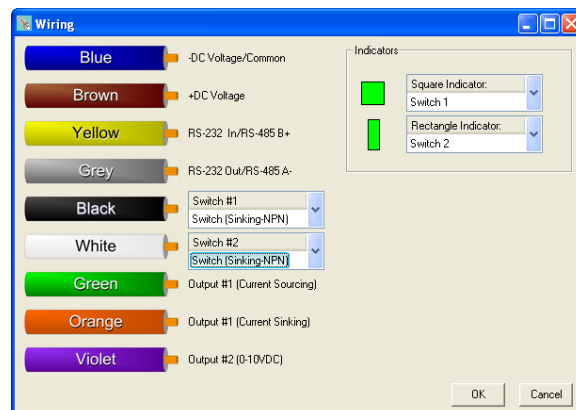 Wiring
Blue
-DC Voltage/Common
Brown
+DC Voltage
Yellow
RS-232 In/RS-485 B+
Grey
RS-232 Out/RS-485 A-
Black
Switch #1
Switch (Sinking-NPN)
White
Switch #2
Switch (Sinking-NPN)
Green
Output #1 (Current Sourcing)
Orange
Output #1 (Current Sinking)
Violet
Output #2 (0-10VDC)
Indicators
Square Indicator:
Switch 1
Rectangle Indicator:
Switch 2
OK
Cancel